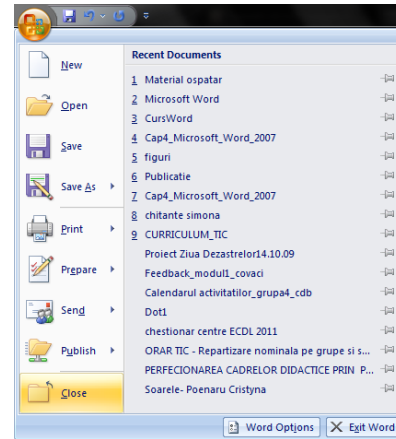 New
Open
Save
Save As
Print
Prepare
Send
Publish
Close
Recent Documents
1 Material ospatar
2 Microsoft Word
3 CursWord
4 Cap4_Microsoft_Word_2007
5 figuri
6 Publicatie
7 Cap4_Microsoft_Word_2007
8 chitante simona
9 CURRICULUM_TIC
Proiect Ziua Dezastrelor14.10.09
Feedback_modul1_covaci
Calendarul activitatilor_grupa4_cdb
Dot1
chestionar centre ECDL 2011
ORAR TIC - Repartizare nominala pe grupe si s...
PERFECTIONAREA CADRELOR DIDACTICE PRIN P...
Soarele- Poenaru Cristyna
Word Options
Exit Word